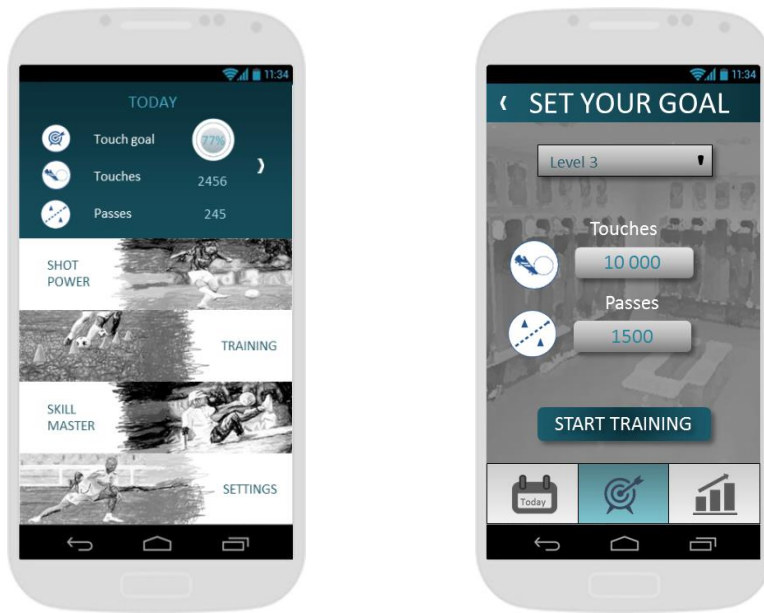 11:34
TODAY
Touch goal 77%
Touches 2456
Passes 245
SHOT
POWER
TRAINING
SKILL
MASTER
SETTINGS
11:34
SET YOUR GOAL
Level 3
Touches
10 000
Passes
1500
START TRAINING
Today